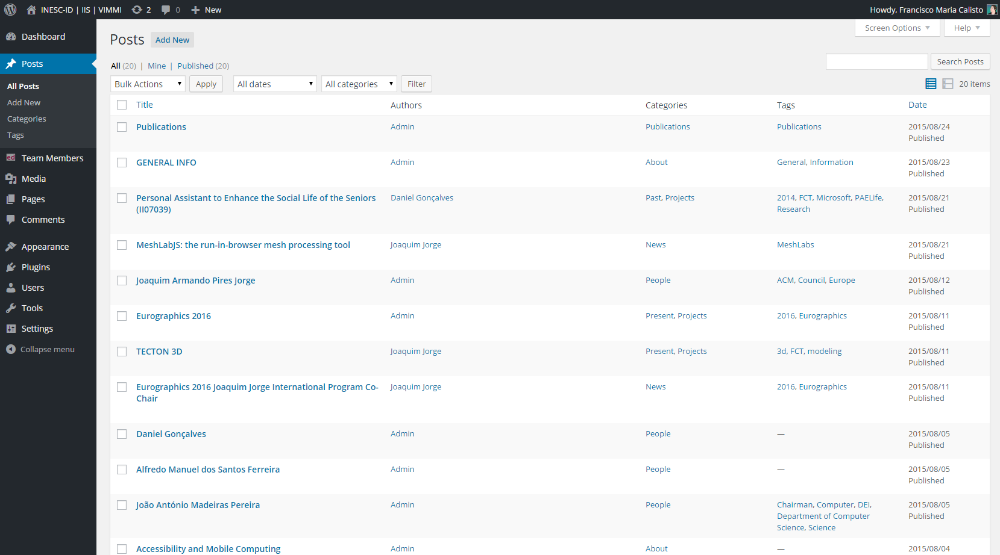 INESC-ID | IIS | VIMMI 2 0 New Howdy, Francisco Maria Calisto
Dashboard
Posts
All Posts
Add New
Categories
Tags
Team Members
Media
Pages
Comments
Appearance
Plugins
Users
Tools
Settings
Collapse menu
Screen Options Help
Posts Add New
All (20) | Mine | Published (20)
Search Posts
Bulk Actions Apply All dates All categories Filter 20 items
Title Authors Categories Tags Date
Publications Admin Publications Publications 2015/08/24
Published
GENERAL INFO Admin About General, Information 2015/08/23
Published
Personal Assistant to Enhance the Social Life of the Seniors Daniel Gonçalves Past, Projects 2014, FCT, Microsoft, PAELife, 2015/08/21
(II07039) Research Published
MeshLabJS: the run-in-browser mesh processing tool Joaquim Jorge News MeshLabs 2015/08/21
Published
Joaquim Armando Pires Jorge Admin People ACM, Council, Europe 2015/08/12
Published
Eurographics 2016 Admin Present, Projects 2016, Eurographics 2015/08/11
Published
TECTON 3D Joaquim Jorge Present, Projects 3d, FCT, modeling 2015/08/11
Published
Eurographics 2016 Joaquim Jorge International Program Co- Joaquim Jorge News 2016, Eurographics 2015/08/11
Chair Published
Daniel Gonçalves Admin People — 2015/08/05
Published
Alfredo Manuel dos Santos Ferreira Admin People — 2015/08/05
Published
João António Madeiras Pereira Admin People Chairman, Computer, DEI, 2015/08/05
Department of Computer Published
Science, Science
Accessibility and Mobile Computing Admin About — 2015/08/04